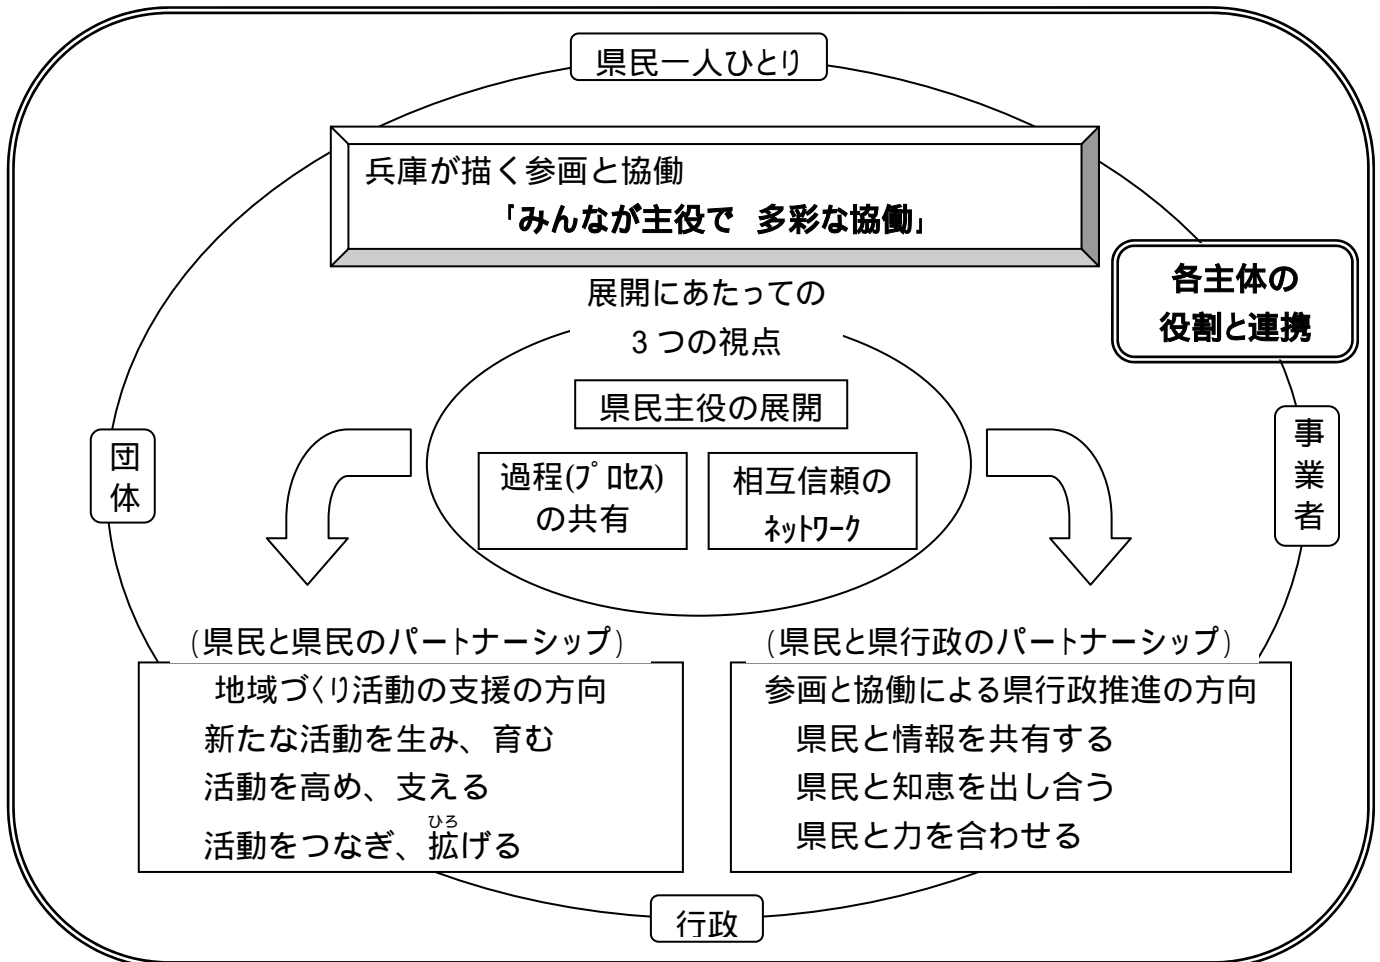 県民一人ひとり
兵庫が描く参画と協働
「みんなが主役で 多彩な協働」
各主体の
役割と連携
展開にあたっての
3つの視点
県民主役の展開
過程(プロセス)
の共有
相互信頼の
ネットワーク
団体
事業者
(県民と県民のパートナーシップ)
地域づくり活動の支援の方向
新たな活動を生み、育む
活動を高め、支える
ひろ
活動をつなぎ、拡げる
(県民と県行政のパートナーシップ)
参画と協働による県行政推進の方向
県民と情報を共有する
県民と知恵を出し合う
県民と力を合わせる
行政